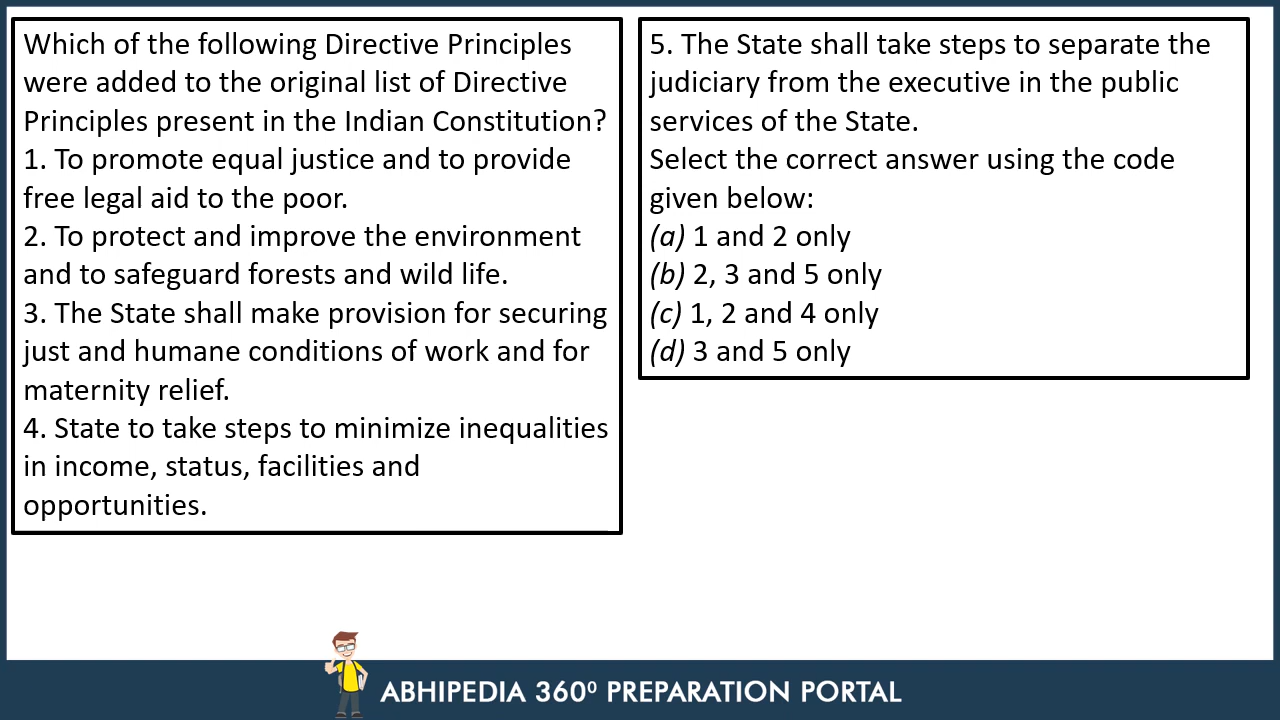 Which of the following Directive Principles
were added to the original list of Directive
Principles present in the Indian Constitution?
1. To promote equal justice and to provide
free legal aid to the poor.
2. To protect and improve the environment
and to safeguard forests and wild life.
3. The State shall make provision for securing
just and humane conditions of work and for
maternity relief.
4. State to take steps to minimize inequalities
in income, status, facilities and
opportunities.
5. The State shall take steps to separate the
judiciary from the executive in the public
services of the State.
Select the correct answer using the code
given below:
(a) 1 and 2 only
(b) 2, 3 and 5 only
(c) 1, 2 and 4 only
(d) 3 and 5 only
ABHIPEDIA 360⁰ PREPARATION PORTAL